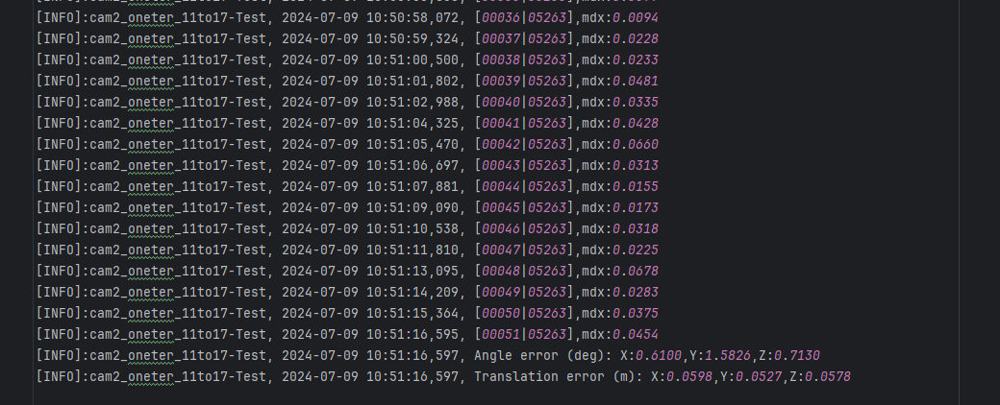 [INFO]:cam2_oneter_11to17-Test, 2024-07-09 10:50:58,072, [00036|05263],mdx:0.0094
[INFO]:cam2_oneter_11to17-Test, 2024-07-09 10:50:59,324, [00037|05263],mdx:0.0228
[INFO]:cam2_oneter_11to17-Test, 2024-07-09 10:51:00,500, [00038|05263],mdx:0.0233
[INFO]:cam2_oneter_11to17-Test, 2024-07-09 10:51:01,802, [00039|05263],mdx:0.0481
[INFO]:cam2_oneter_11to17-Test, 2024-07-09 10:51:02,988, [00040|05263],mdx:0.0335
[INFO]:cam2_oneter_11to17-Test, 2024-07-09 10:51:04,325, [00041|05263],mdx:0.0428
[INFO]:cam2_oneter_11to17-Test, 2024-07-09 10:51:05,470, [00042|05263],mdx:0.0660
[INFO]:cam2_oneter_11to17-Test, 2024-07-09 10:51:06,697, [00043|05263],mdx:0.0313
[INFO]:cam2_oneter_11to17-Test, 2024-07-09 10:51:07,881, [00044|05263],mdx:0.0155
[INFO]:cam2_oneter_11to17-Test, 2024-07-09 10:51:09,090, [00045|05263],mdx:0.0173
[INFO]:cam2_oneter_11to17-Test, 2024-07-09 10:51:10,538, [00046|05263],mdx:0.0318
[INFO]:cam2_oneter_11to17-Test, 2024-07-09 10:51:11,810, [00047|05263],mdx:0.0225
[INFO]:cam2_oneter_11to17-Test, 2024-07-09 10:51:13,095, [00048|05263],mdx:0.0678
[INFO]:cam2_oneter_11to17-Test, 2024-07-09 10:51:14,209, [00049|05263],mdx:0.0283
[INFO]:cam2_oneter_11to17-Test, 2024-07-09 10:51:15,364, [00050|05263],mdx:0.0375
[INFO]:cam2_oneter_11to17-Test, 2024-07-09 10:51:16,595, [00051|05263],mdx:0.0454
[INFO]:cam2_oneter_11to17-Test, 2024-07-09 10:51:16,597, Angle error (deg): X:0.6100,Y:1.5826,Z:0.7130
[INFO]:cam2_oneter_11to17-Test, 2024-07-09 10:51:16,597, Translation error (m): X:0.0598,Y:0.0527,Z:0.0578